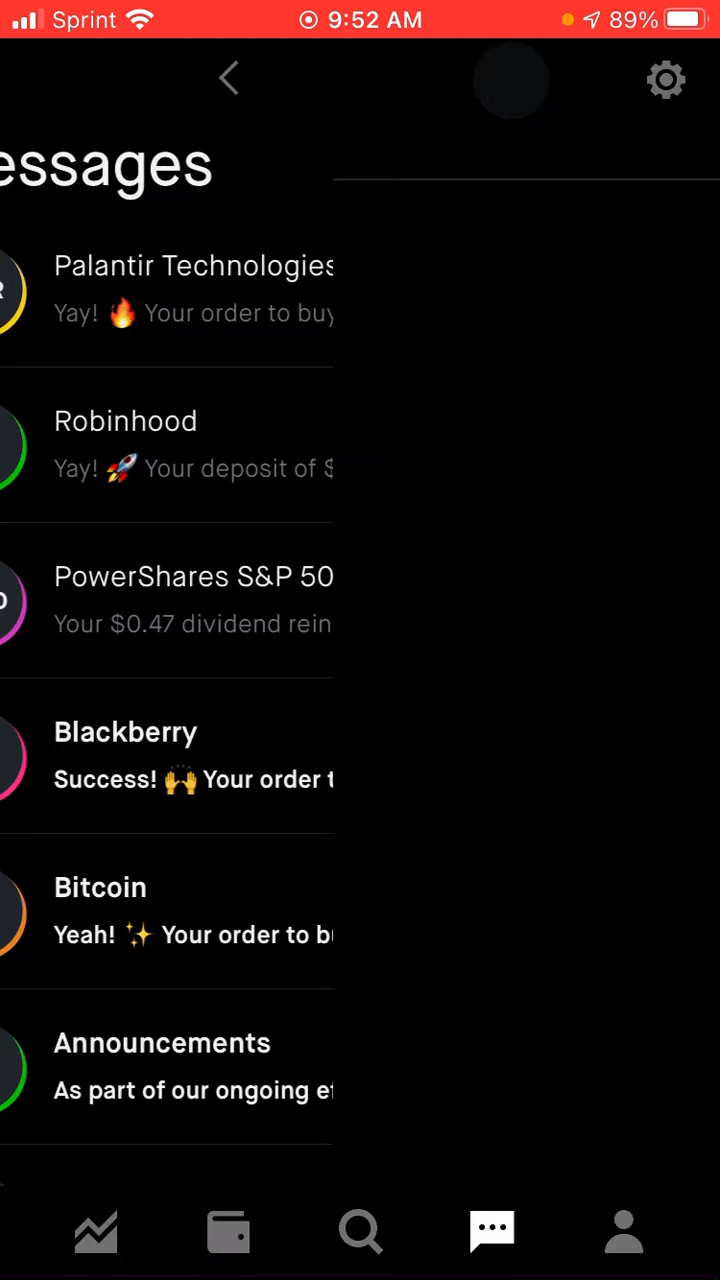 Sprint 9:52 AM 89%
essages
Palantir Technologies
Yay! 🔥 Your order to buy
R
Robinhood
Yay! 🚀 Your deposit of $
PowerShares S&P 50
Your $0.47 dividend rein
Blackberry
Success! 🙌 Your order t
Bitcoin
Yeah! ✨ Your order to b
Announcements
As part of our ongoing e